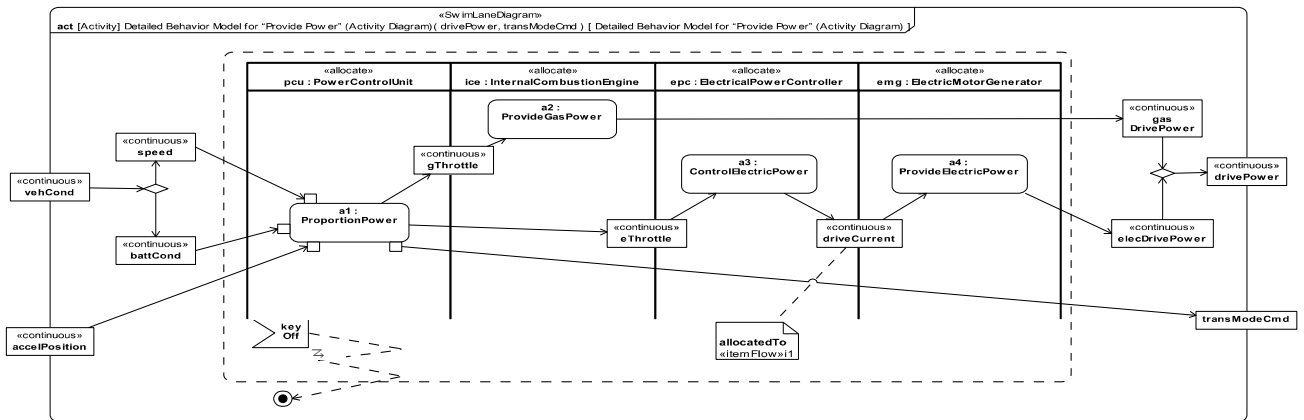 «SwimLaneDiagram»
act [Activity] Detailed Behavior Model for “Provide Power” (Activity Diagram)( drivePower, transModeCmd ) [ Detailed Behavior Model for “Provide Power” (Activity Diagram) ]
«allocate»
pcu : PowerControlUnit
«allocate»
ice : InternalCombustionEngine
«allocate»
epc : ElectricalPowerController
«allocate»
emg : ElectricMotorGenerator
a2 :
ProvideGasPower
«continuous»
gas
DrivePower
«continuous»
speed
«continuous»
gThrottle
a3 :
ControlElectricPower
a4 :
ProvideElectricPower
«continuous»
vehCond
«continuous»
drivePower
a1 :
ProportionPower
«continuous»
battCond
«continuous»
eThrottle
«continuous»
driveCurrent
«continuous»
elecDrivePower
«continuous»
accelPosition
key
Off
transModeCmd
allocatedTo
«itemFlow»i1